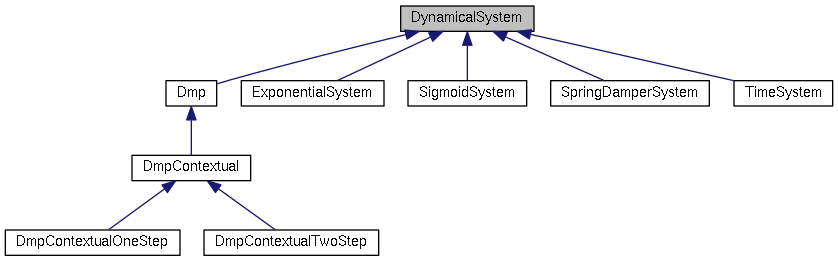 DynamicalSystem
Dmp
ExponentialSystem
SigmoidSystem
SpringDamperSystem
TimeSystem
DmpContextual
DmpContextualOneStep
DmpContextualTwoStep